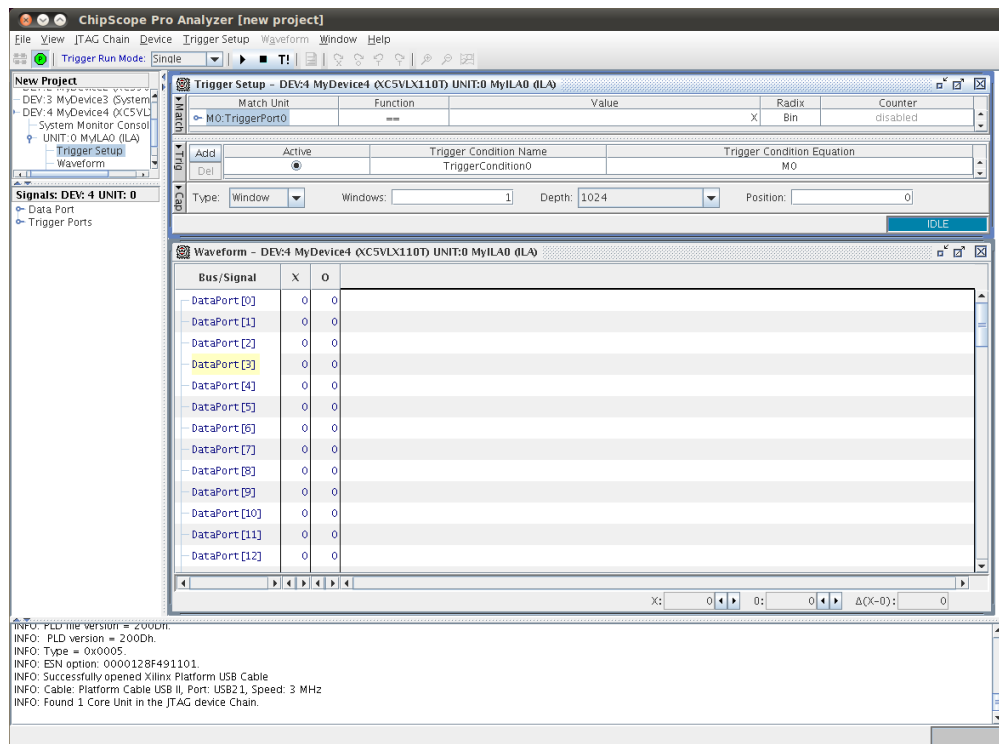 ChipScope Pro Analyzer [new project]
File View JTAG Chain Device Trigger Setup Waveform Window Help
Trigger Run Mode: Single T!
New Project
DEV:3 MyDevice3 (System
DEV:4 MyDevice4 (XC5VL
System Monitor Consol
UNIT:0 MyILA0 (ILA)
Trigger Setup
Waveform
Signals: DEV: 4 UNIT: 0
Data Port
Trigger Ports
Trigger Setup - DEV:4 MyDevice4 (XC5VLX110T) UNIT:0 MyILA0 (ILA)
Match
Match Unit Function Value Radix Counter
M0:TriggerPort0 == X Bin disabled
Trig
Add Active Trigger Condition Name Trigger Condition Equation
Del TriggerCondition0 M0
Cap
Type: Window Windows: 1 Depth: 1024 Position: 0
IDLE
Waveform - DEV:4 MyDevice4 (XC5VLX110T) UNIT:0 MyILA0 (ILA)
Bus/Signal X O
DataPort[0] 0 0
DataPort[1] 0 0
DataPort[2] 0 0
DataPort[3] 0 0
DataPort[4] 0 0
DataPort[5] 0 0
DataPort[6] 0 0
DataPort[7] 0 0
DataPort[8] 0 0
DataPort[9] 0 0
DataPort[10] 0 0
DataPort[11] 0 0
DataPort[12] 0 0
X: 0 O: 0 Δ(X-O): 0
INFO: PLD file version = 200Dh.
INFO: PLD version = 200Dh.
INFO: Type = 0x0005.
INFO: ESN option: 0000128F491101.
INFO: Successfully opened Xilinx Platform USB Cable
INFO: Cable: Platform Cable USB II, Port: USB21, Speed: 3 MHz
INFO: Found 1 Core Unit in the JTAG device Chain.